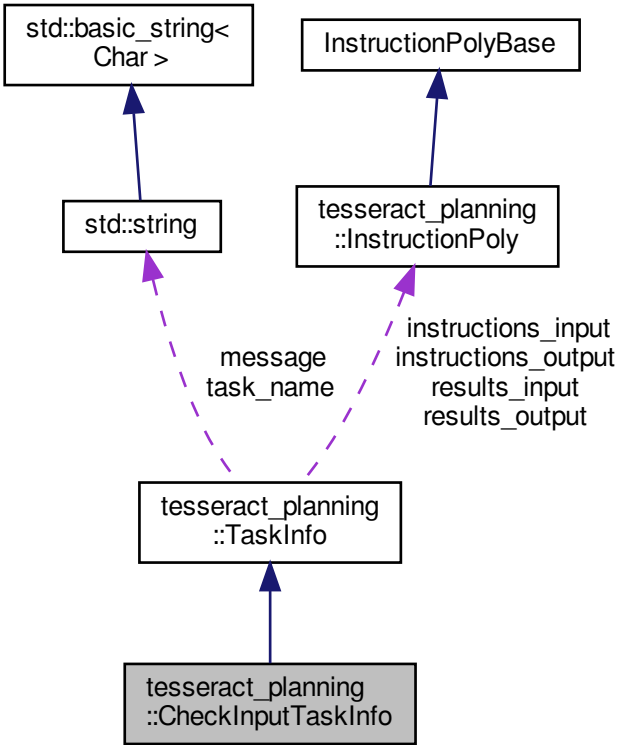 std::basic_string<
Char >
InstructionPolyBase
std::string
tesseract_planning
::InstructionPoly
message
task_name
instructions_input
instructions_output
results_input
results_output
tesseract_planning
::TaskInfo
tesseract_planning
::CheckInputTaskInfo